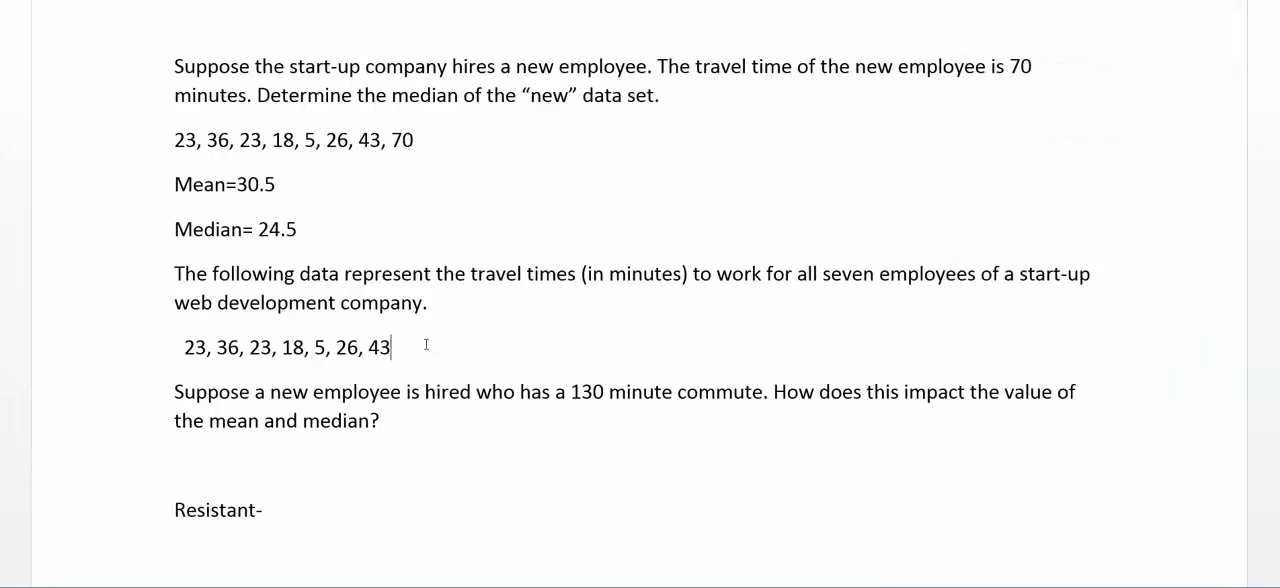 Suppose the start-up company hires a new employee. The travel time of the new employee is 70
minutes. Determine the median of the “new” data set.
23, 36, 23, 18, 5, 26, 43, 70
Mean=30.5
Median= 24.5
The following data represent the travel times (in minutes) to work for all seven employees of a start-up
web development company.
23, 36, 23, 18, 5, 26, 43
Suppose a new employee is hired who has a 130 minute commute. How does this impact the value of
the mean and median?
Resistant-